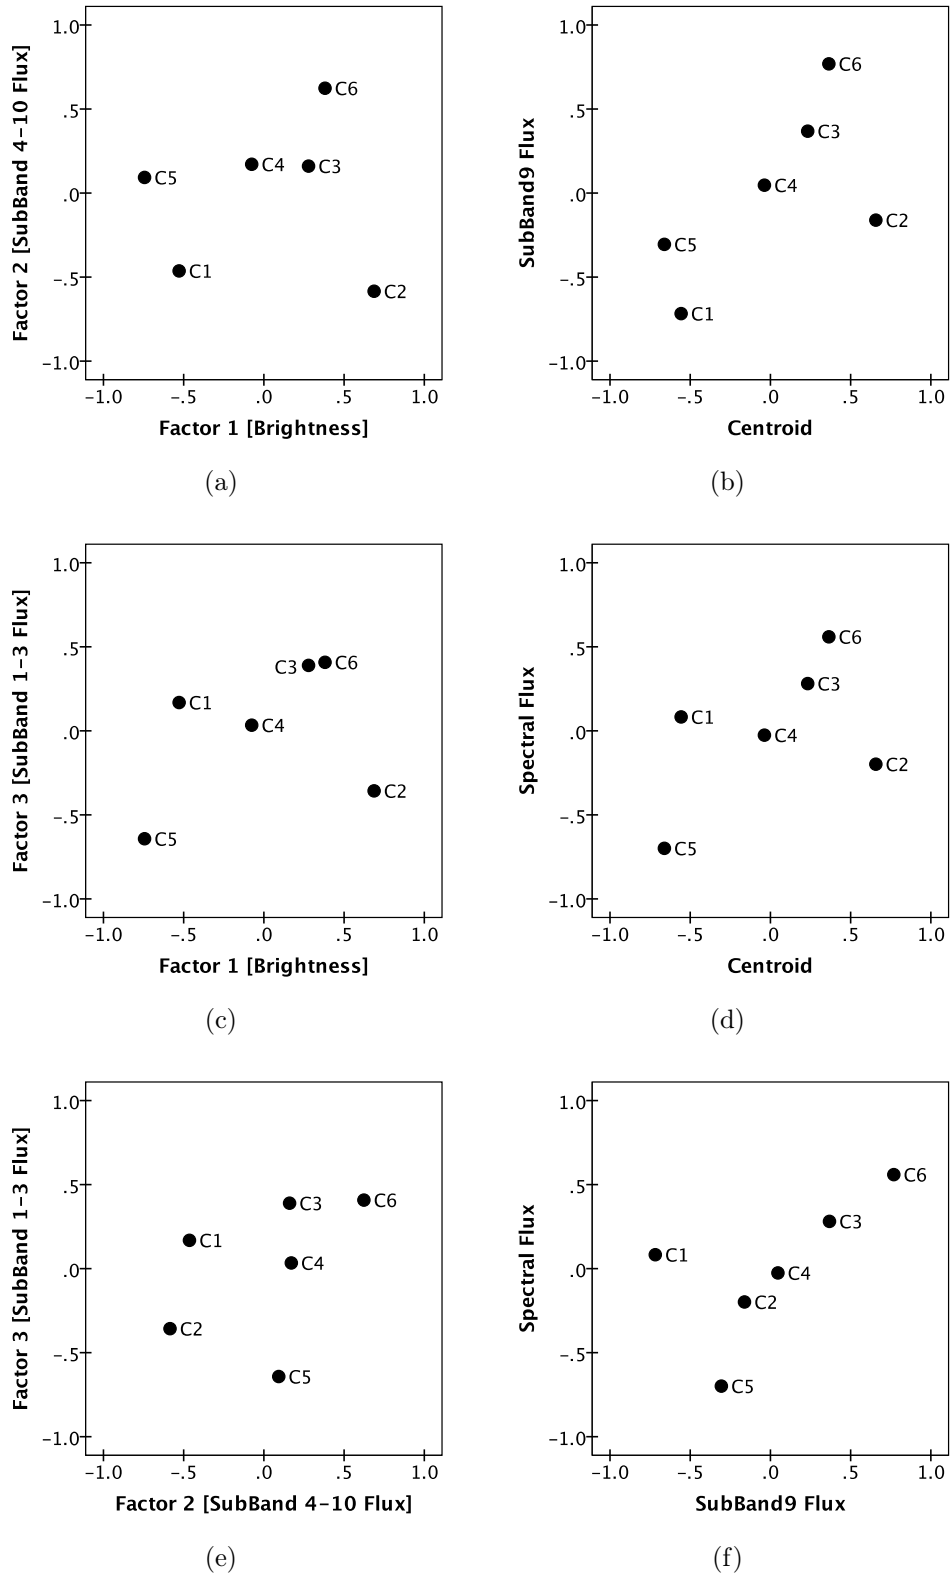 Factor 2 [SubBand 4–10 Flux]
1.0
.5
.0
–.5
–1.0
C6
C4
C3
C5
C1
C2
–1.0 –.5 .0 .5 1.0
Factor 1 [Brightness]
(a)
SubBand9 Flux
1.0
.5
.0
–.5
–1.0
C6
C3
C4
C2
C5
C1
–1.0 –.5 .0 .5 1.0
Centroid
(b)
Factor 3 [SubBand 1–3 Flux]
1.0
.5
.0
–.5
–1.0
C3 C6
C1
C4
C2
C5
–1.0 –.5 .0 .5 1.0
Factor 1 [Brightness]
(c)
Spectral Flux
1.0
.5
.0
–.5
–1.0
C6
C3
C1
C4
C2
C5
–1.0 –.5 .0 .5 1.0
Centroid
(d)
Factor 3 [SubBand 1–3 Flux]
1.0
.5
.0
–.5
–1.0
C3 C6
C1
C4
C2
C5
–1.0 –.5 .0 .5 1.0
Factor 2 [SubBand 4–10 Flux]
(e)
Spectral Flux
1.0
.5
.0
–.5
–1.0
C6
C3
C1
C4
C2
C5
–1.0 –.5 .0 .5 1.0
SubBand9 Flux
(f)